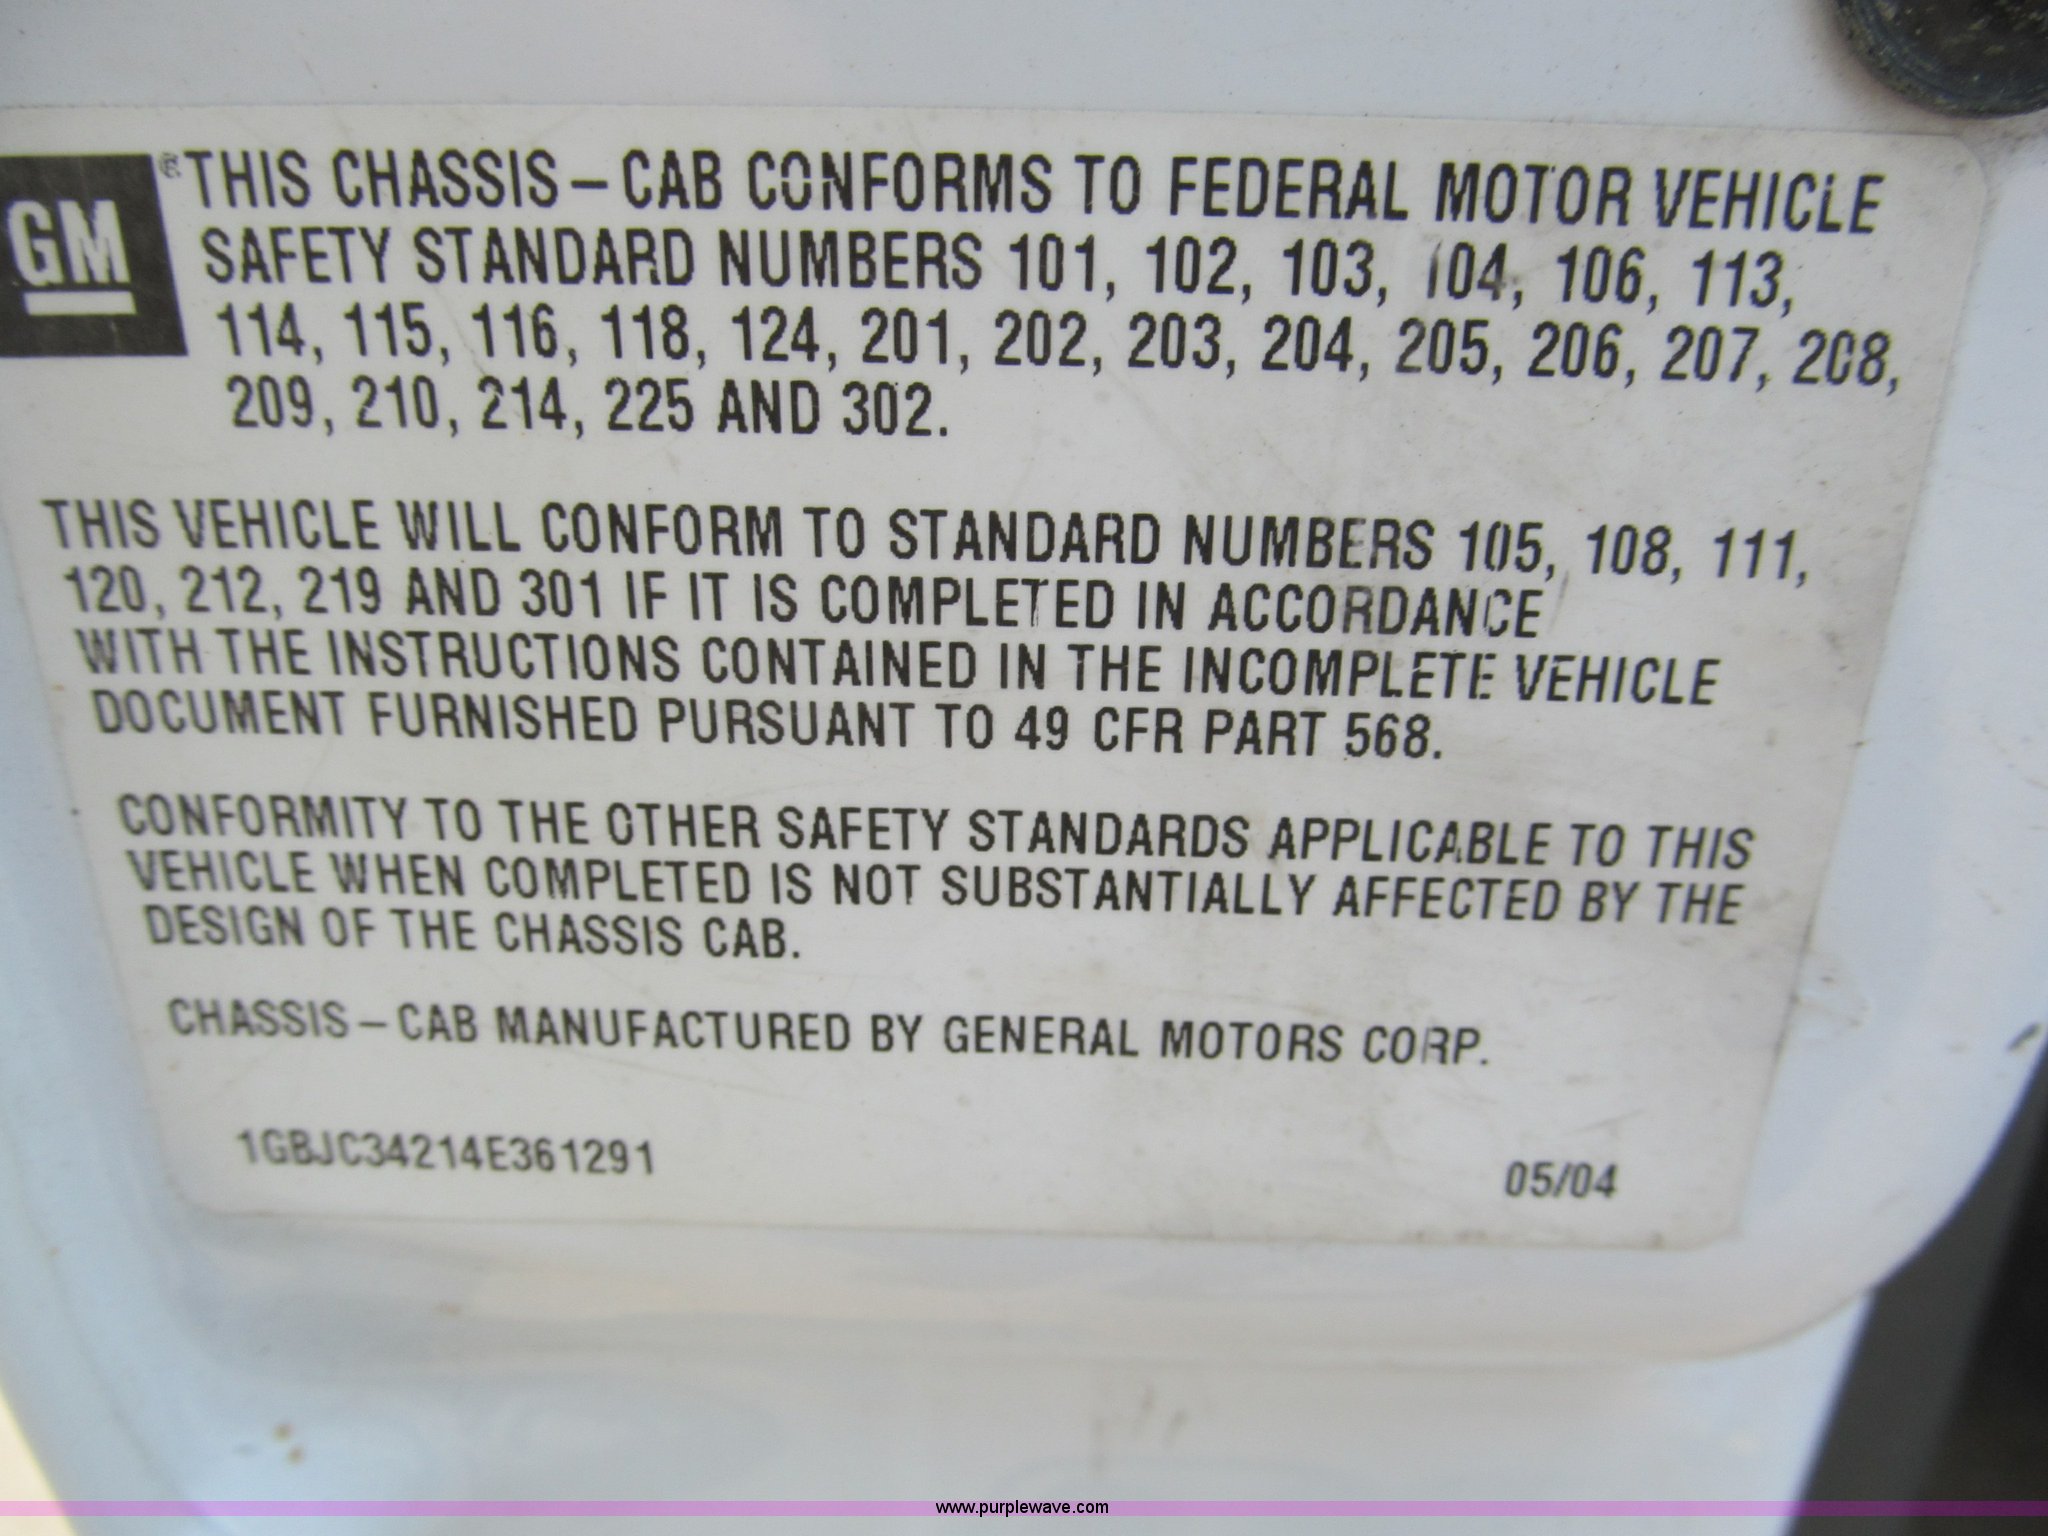 GM
® THIS CHASSIS – CAB CONFORMS TO FEDERAL MOTOR VEHICLE
SAFETY STANDARD NUMBERS 101, 102, 103, 104, 106, 113,
114, 115, 116, 118, 124, 201, 202, 203, 204, 205, 206, 207, 208,
209, 210, 214, 225 AND 302.
THIS VEHICLE WILL CONFORM TO STANDARD NUMBERS 105, 108, 111,
120, 212, 219 AND 301 IF IT IS COMPLETED IN ACCORDANCE
WITH THE INSTRUCTIONS CONTAINED IN THE INCOMPLETE VEHICLE
DOCUMENT FURNISHED PURSUANT TO 49 CFR PART 568.
CONFORMITY TO THE OTHER SAFETY STANDARDS APPLICABLE TO THIS
VEHICLE WHEN COMPLETED IS NOT SUBSTANTIALLY AFFECTED BY THE
DESIGN OF THE CHASSIS CAB.
CHASSIS – CAB MANUFACTURED BY GENERAL MOTORS CORP.
1GBJC34214E361291
05/04
www.purplewave.com